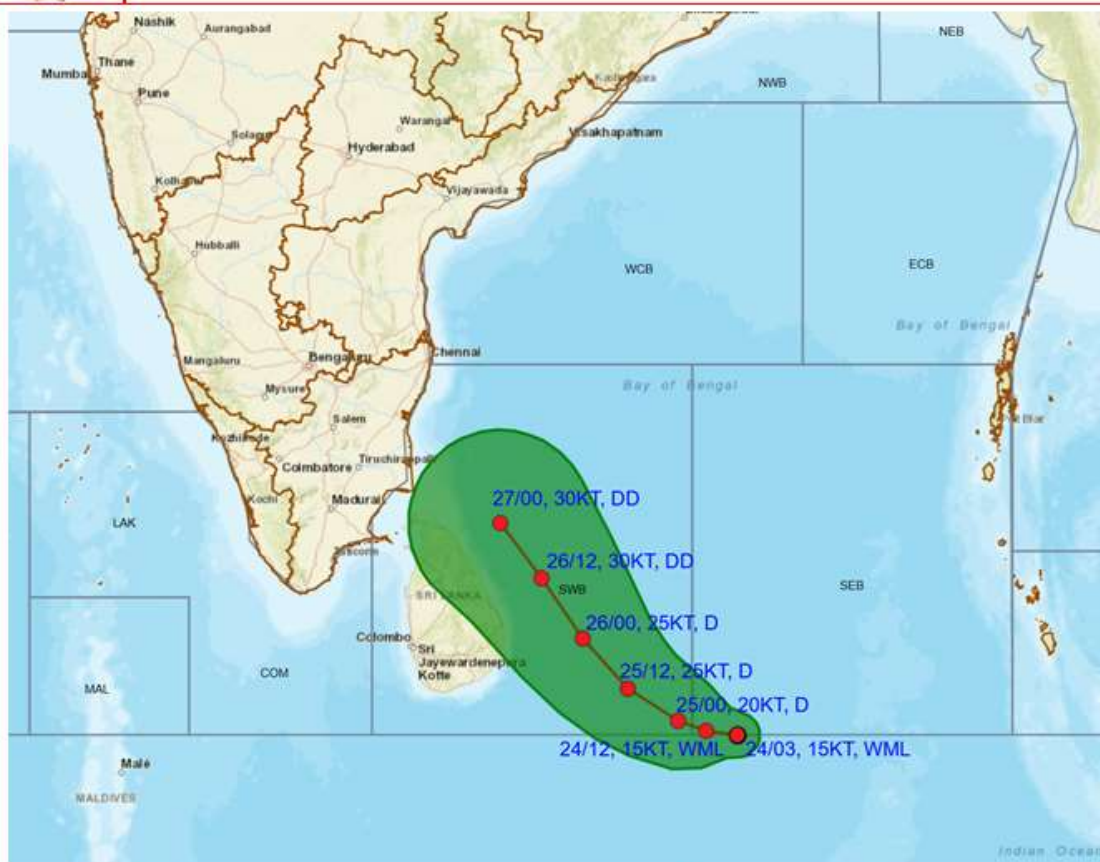 Nashik
Aurangabad
NEB
Thane
Mumbai
NWB
Pune
Warangal
Visakhapatnam
Solapur
Hyderabad
Vijayawada
Hubballi
WCB
ECB
Bay of Bengal
Chennai
Mangaluru
Bengaluru
Bay of Bengal
Mysuru
Salem
Kozhikode
Coimbatore
Tiruchirappalli
Kochi
Madurai
LAK
27/00, 30KT, DD
26/12, 30KT, DD
SWB
SEB
SRI LANKA
26/00, 25KT, D
Colombo
Sri
Jayewardenepura
Kotte
COM
25/12, 25KT, D
MAL
25/00, 20KT, D
24/12, 15KT, WML
24/03, 15KT, WML
Malé
MALDIVES
Indian Ocean